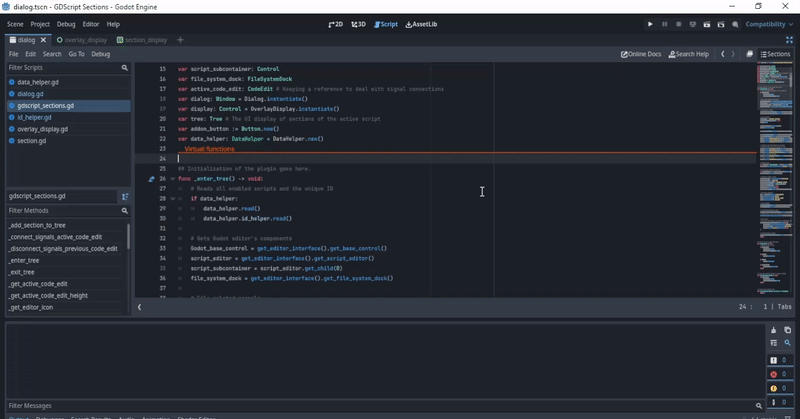 dialog.tscn - GDScript Sections - Godot Engine
Scene Project Debug Editor Help
2D 3D Script AssetLib
Compatibility
dialog overlay_display section_display
File Edit Search Go To Debug
Online Docs Search Help Sections
Filter Scripts
data_helper.gd
dialog.gd
gdscript_sections.gd
id_helper.gd
overlay_display.gd
section.gd
gdscript_sections.gd
Filter Methods
_add_section_to_tree
_connect_signals_active_code_edit
_disconnect_signals_previous_code_edit
_enter_tree
_exit_tree
_get_active_code_edit
_get_active_code_edit_height
_get_editor_icon
15 var script_subcontainer: Control
16 var file_system_dock: FileSystemDock
17 var active_code_edit: CodeEdit # Keeping a reference to deal with signal connections
18 var dialog: Window = Dialog.instantiate()
19 var display: Control = OverlayDisplay.instantiate()
20 var tree: Tree # The UI display of sections of the active script
21 var addon_button := Button.new()
22 var data_helper: DataHelper = DataHelper.new()
23 Virtual functions
24
25 ## Initialization of the plugin goes here.
26 func _enter_tree() -> void:
27 # Reads all enabled scripts and the unique ID
28 if data_helper:
29 data_helper.read()
30 data_helper.id_helper.read()
31
32 # Gets Godot editor's components
33 Godot_base_control = get_editor_interface().get_base_control()
34 script_editor = get_editor_interface().get_script_editor()
35 script_subcontainer = script_editor.get_child(0)
36 file_system_dock = get_editor_interface().get_file_system_dock()
37
24 : 1 | Tabs
0
0
0
0
Filter Messages